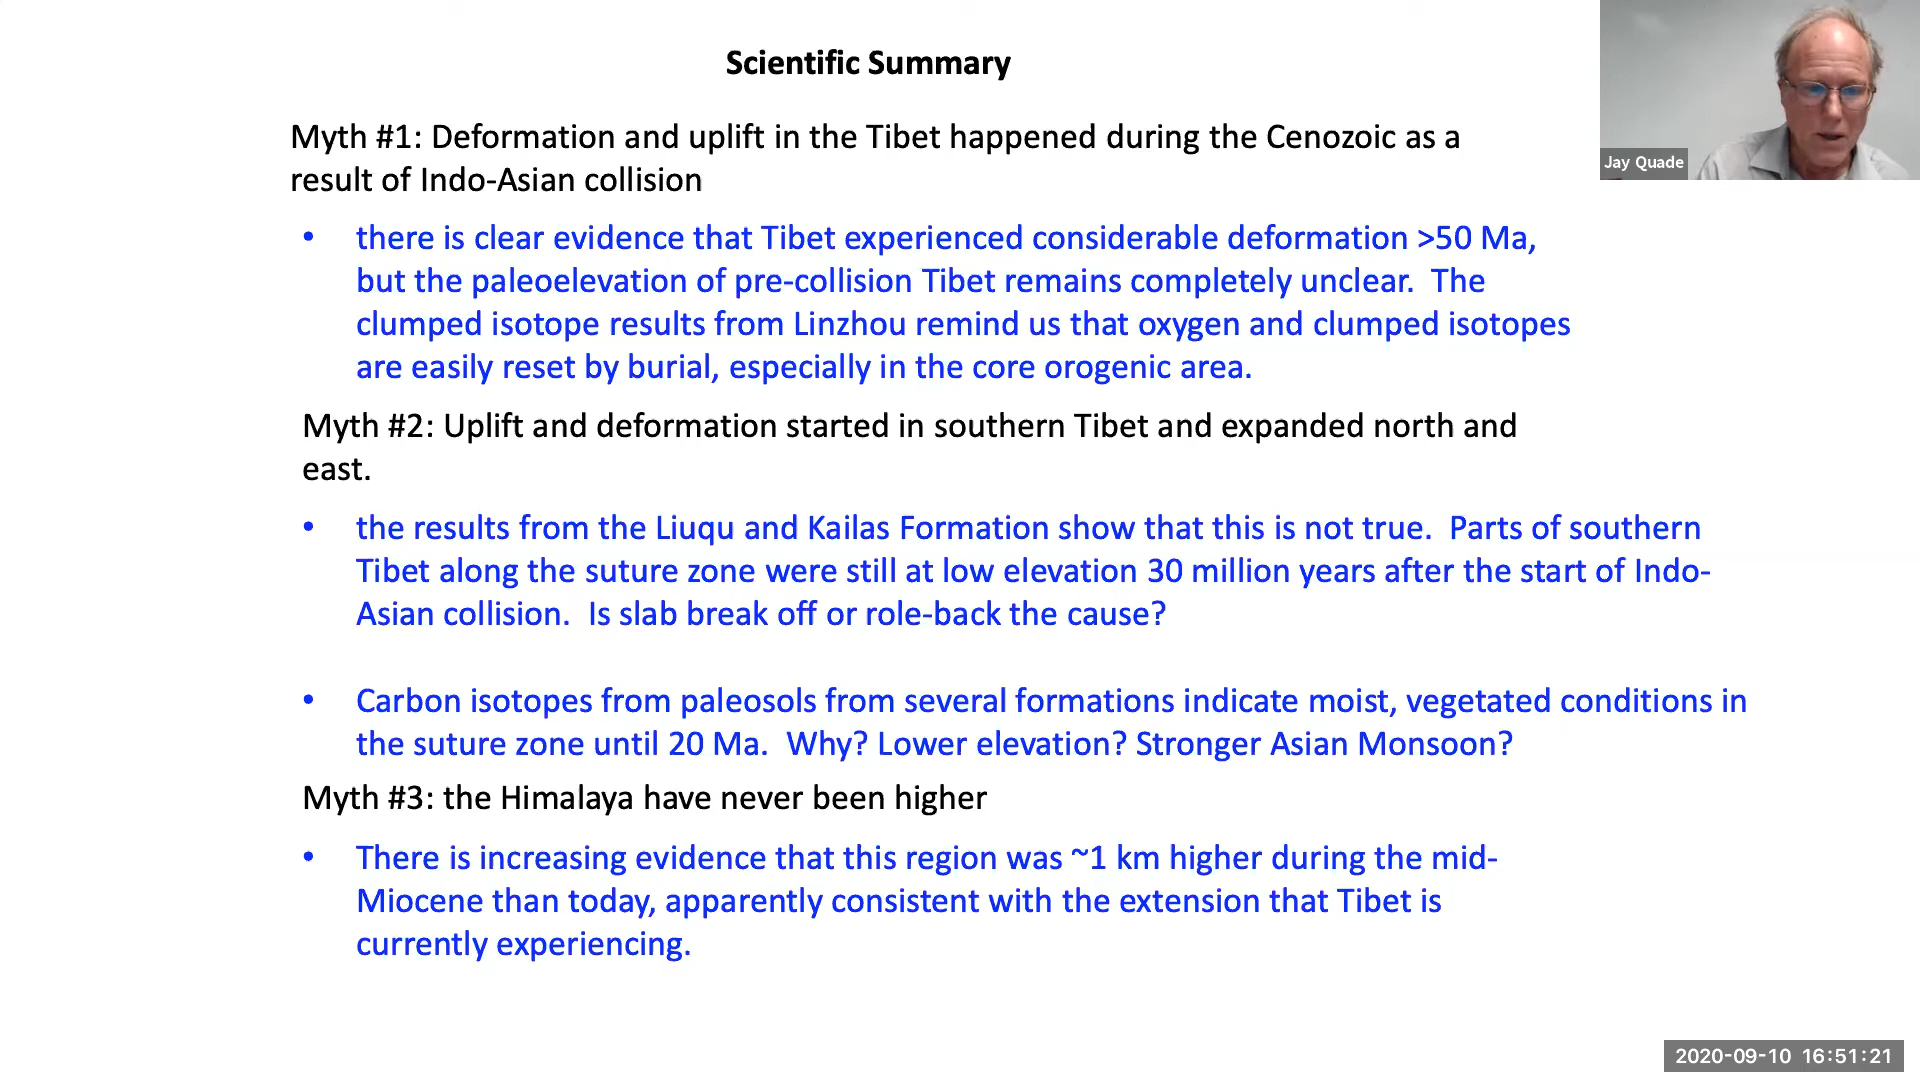 Scientific Summary
Jay Quade
Myth #1: Deformation and uplift in the Tibet happened during the Cenozoic as a
result of Indo-Asian collision
• there is clear evidence that Tibet experienced considerable deformation >50 Ma,
but the paleoelevation of pre-collision Tibet remains completely unclear.  The
clumped isotope results from Linzhou remind us that oxygen and clumped isotopes
are easily reset by burial, especially in the core orogenic area.
Myth #2: Uplift and deformation started in southern Tibet and expanded north and
east.
• the results from the Liuqu and Kailas Formation show that this is not true.  Parts of southern
Tibet along the suture zone were still at low elevation 30 million years after the start of Indo-
Asian collision.  Is slab break off or role-back the cause?
• Carbon isotopes from paleosols from several formations indicate moist, vegetated conditions in
the suture zone until 20 Ma.  Why? Lower elevation? Stronger Asian Monsoon?
Myth #3: the Himalaya have never been higher
• There is increasing evidence that this region was ~1 km higher during the mid-
Miocene than today, apparently consistent with the extension that Tibet is
currently experiencing.
2020-09-10 16:51:21